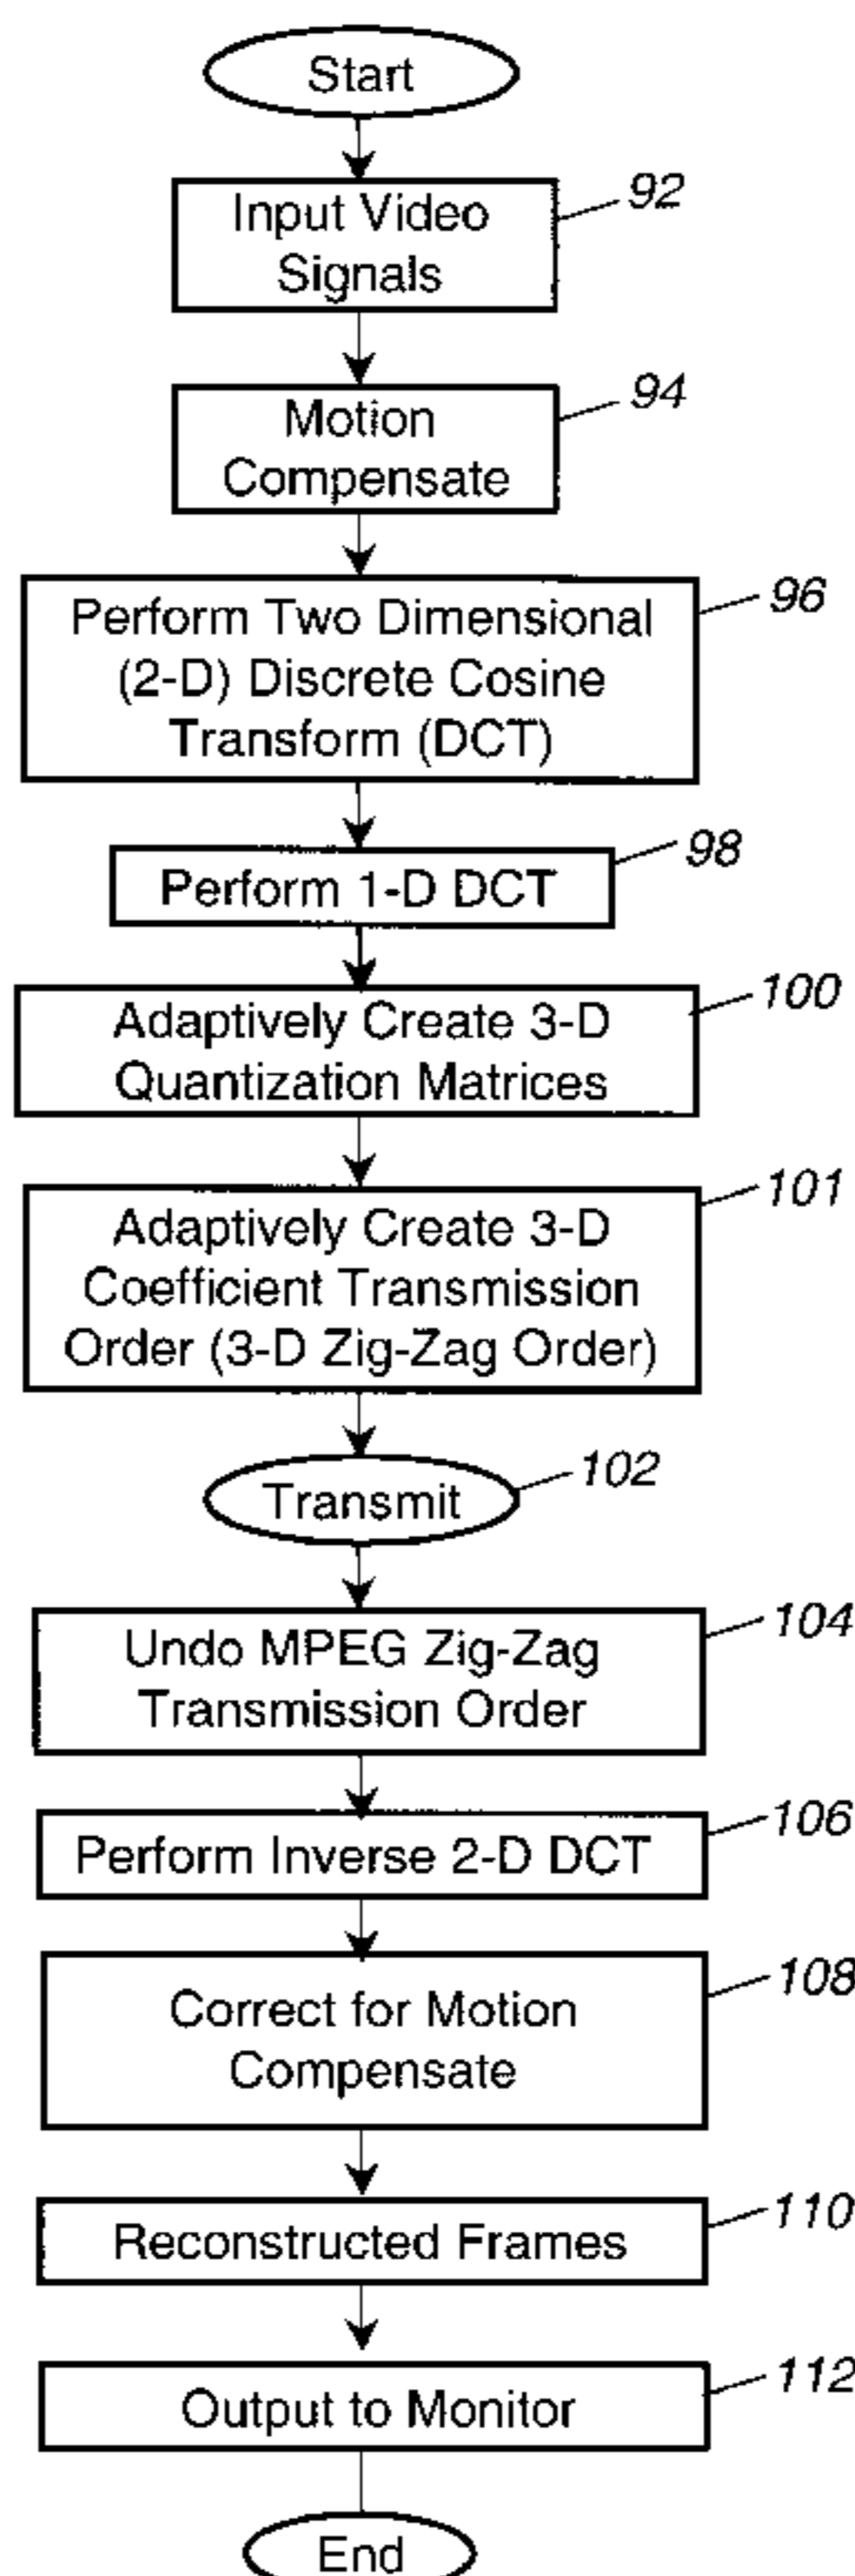 Start
Input Video
Signals
92
Motion
Compensate
94
Perform Two Dimensional
(2-D) Discrete Cosine
Transform (DCT)
96
Perform 1-D DCT
98
Adaptively Create 3-D
Quantization Matrices
100
Adaptively Create 3-D
Coefficient Transmission
Order (3-D Zig-Zag Order)
101
Transmit
102
Undo MPEG Zig-Zag
Transmission Order
104
Perform Inverse 2-D DCT
106
Correct for Motion
Compensate
108
Reconstructed Frames
110
Output to Monitor
112
End